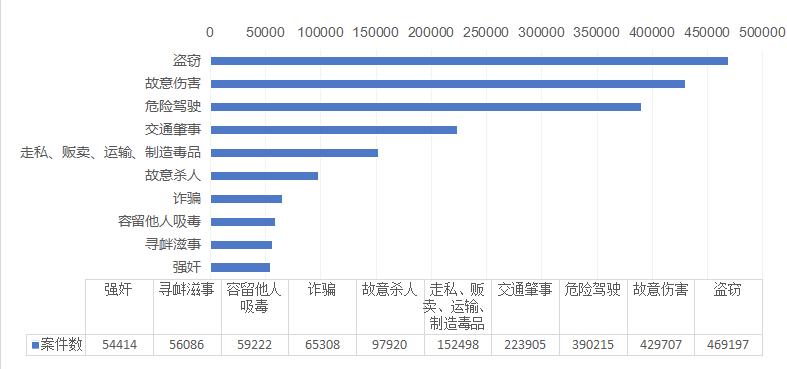 0 50000 100000 150000 200000 250000 300000 350000 400000 450000 500000
盗窃
故意伤害
危险驾驶
交通肇事
走私、贩卖、运输、制造毒品
故意杀人
诈骗
容留他人吸毒
寻衅滋事
强奸
强奸 寻衅滋事 容留他人 诈骗 故意杀人 走私、贩 交通肇事 危险驾驶 故意伤害 盗窃
吸毒 卖、运输、
制造毒品
案件数 54414 56086 59222 65308 97920 152498 223905 390215 429707 469197